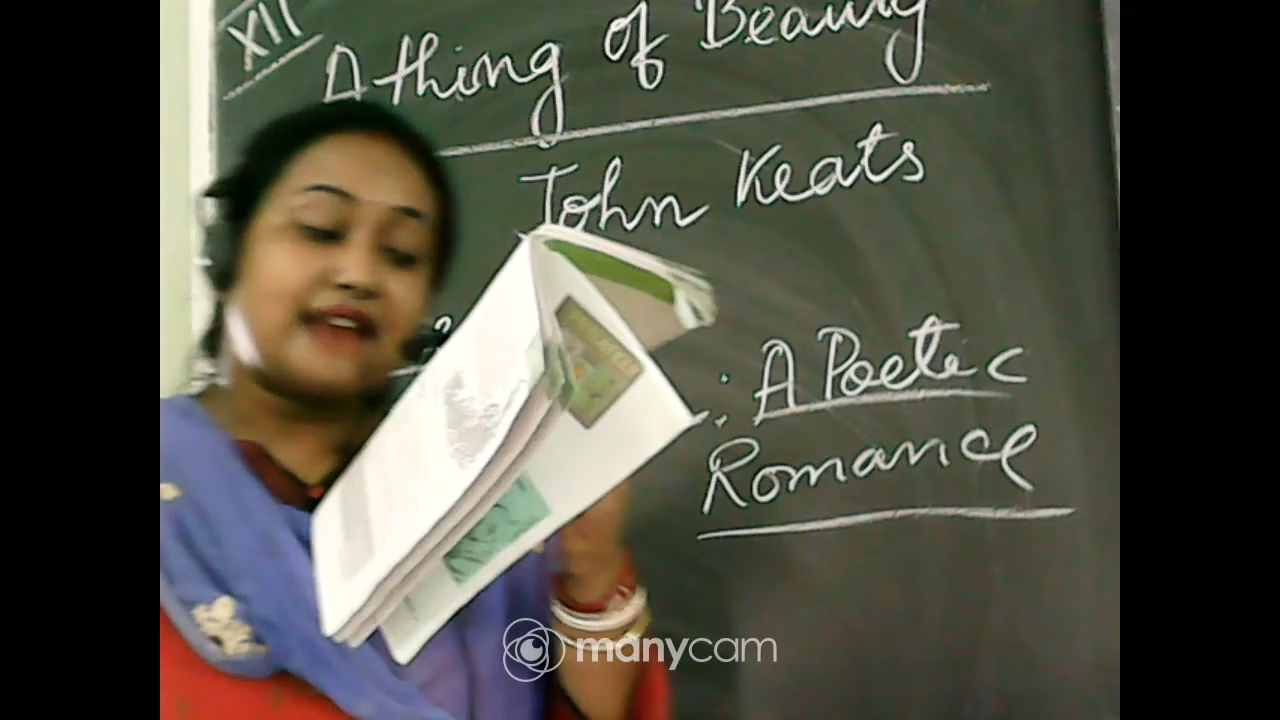 XII
A thing of Beauty
John Keats
: A Poetic
Romance
manycam